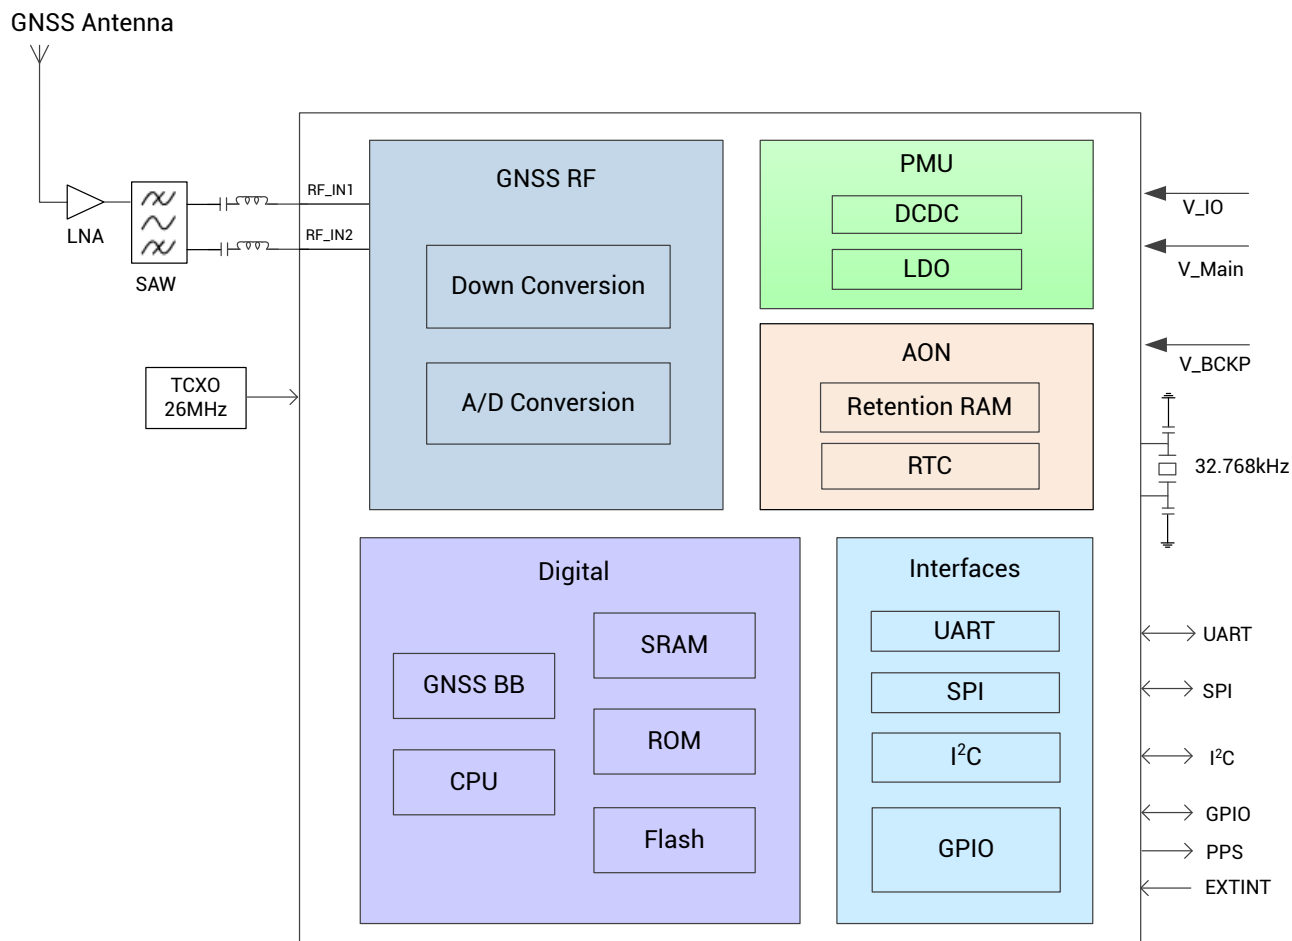 GNSS Antenna
LNA
SAW
RF_IN1
RF_IN2
TCXO
26MHz
GNSS RF
Down Conversion
A/D Conversion
PMU
DCDC
LDO
AON
Retention RAM
RTC
V_IO
V_Main
V_BCKP
32.768kHz
Digital
GNSS BB
CPU
SRAM
ROM
Flash
Interfaces
UART
SPI
I²C
GPIO
UART
SPI
I²C
GPIO
PPS
EXTINT